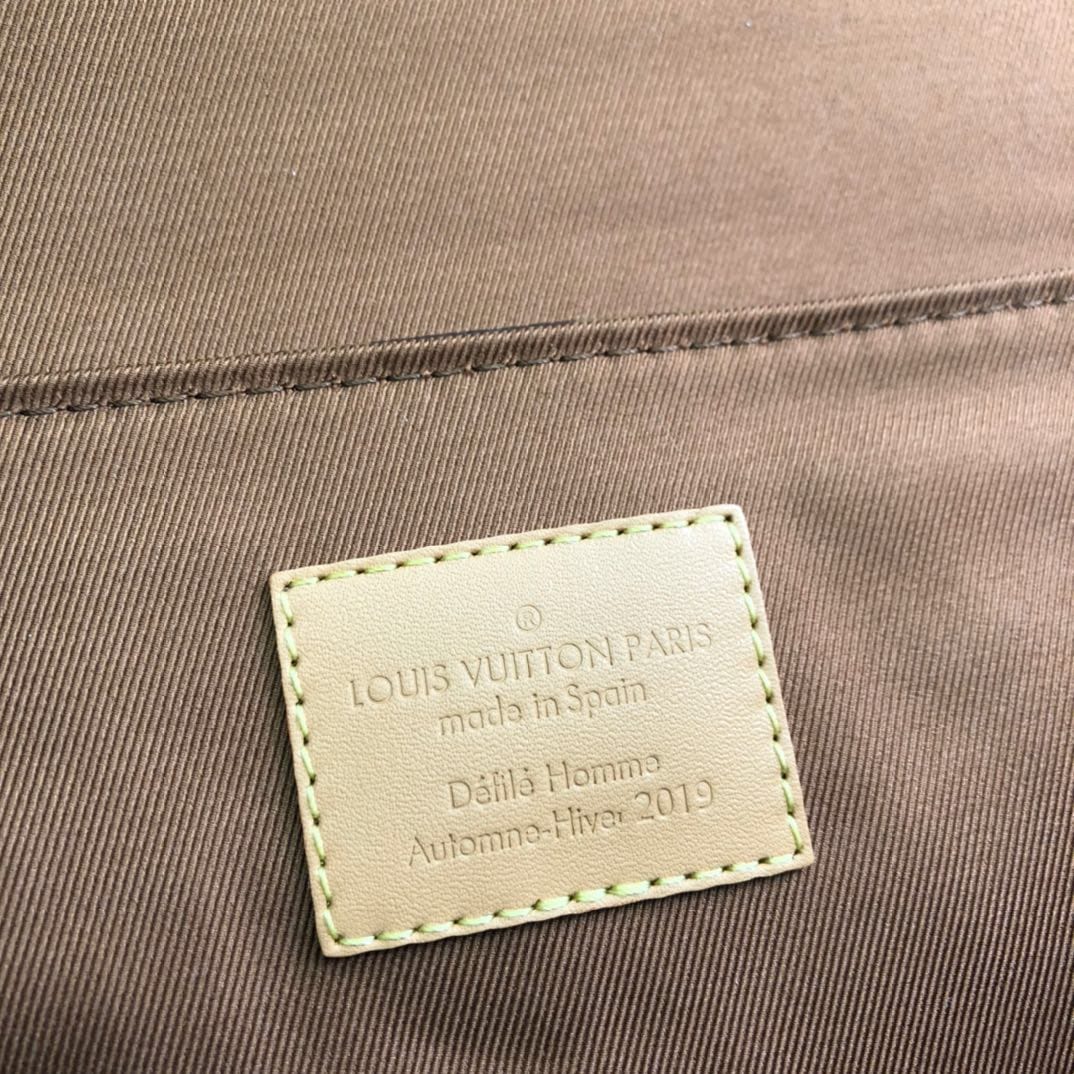 ®
LOUIS VUITTON PARIS
made in Spain
Défilé Homme
Automne-Hiver 2019